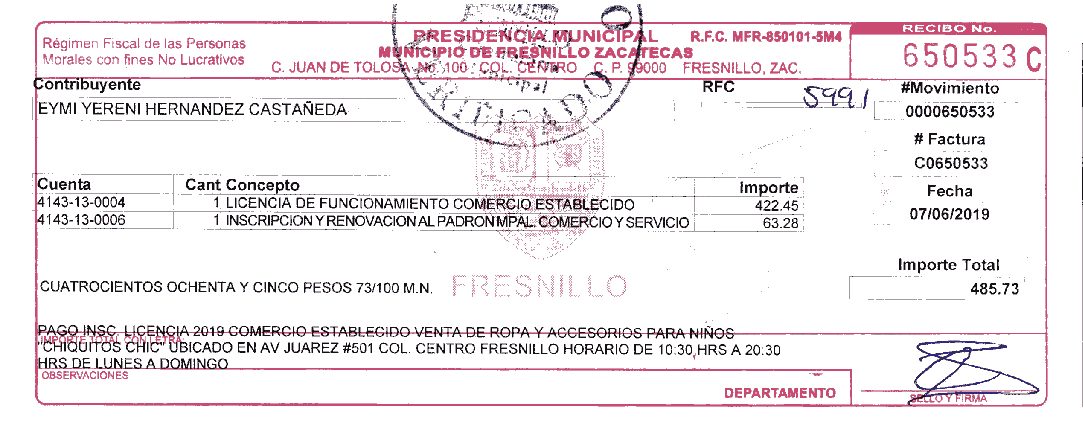 PRESIDENCIA MUNICIPAL
MUNICIPIO DE FRESNILLO ZACATECAS
C. JUAN DE TOLOSA No. 100 COL. CENTRO C. P. 99000 FRESNILLO, ZAC.
Régimen Fiscal de las Personas
Morales con fines No Lucrativos
R.F.C. MFR-850101-5M4
RECIBO No.
650533 C
Contribuyente
RFC
5991
#Movimiento
EYMI YERENI HERNANDEZ CASTAÑEDA
0000650533
# Factura
C0650533
Cuenta Cant Concepto Importe
4143-13-0004 1 LICENCIA DE FUNCIONAMIENTO COMERCIO ESTABLECIDO 422.45
4143-13-0006 1 INSCRIPCION Y RENOVACION AL PADRON MPAL. COMERCIO Y SERVICIO 63.28
Fecha
07/06/2019
Importe Total
485.73
CUATROCIENTOS OCHENTA Y CINCO PESOS 73/100 M.N.
FRESNILLO
PAGO INSC. LICENCIA 2019 COMERCIO ESTABLECIDO VENTA DE ROPA Y ACCESORIOS PARA NIÑOS
IMPORTE TOTAL CON LETRA:
"CHIQUITOS CHIC" UBICADO EN AV JUAREZ #501 COL. CENTRO FRESNILLO HORARIO DE 10:30,HRS A 20:30
HRS DE LUNES A DOMINGO
OBSERVACIONES
DEPARTAMENTO
SELLO Y FIRMA